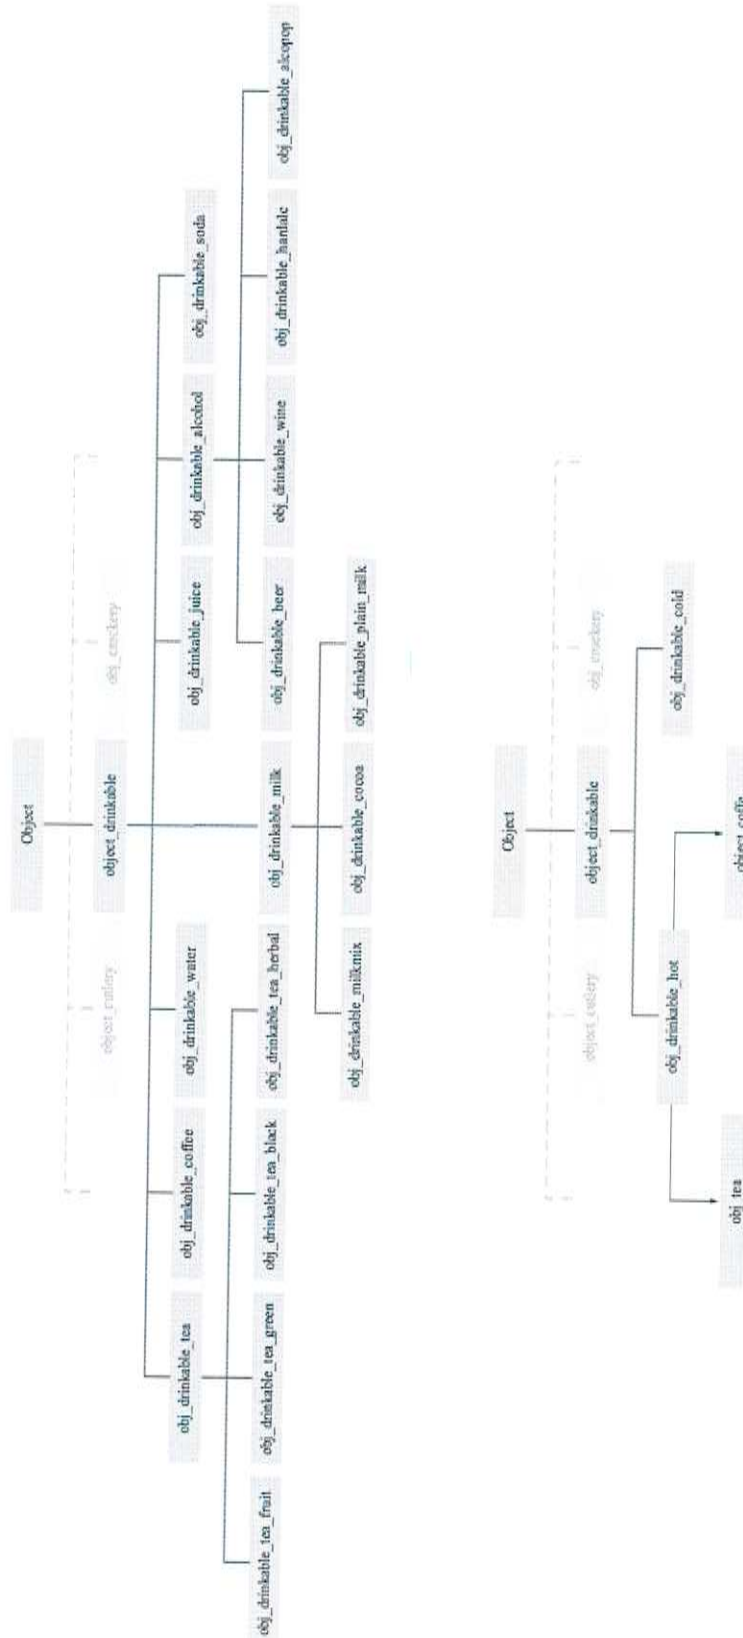 Object
object_cutlery
object_drinkable
obj_crockery
obj_drinkable_tea
obj_drinkable_coffee
obj_drinkable_water
obj_drinkable_juice
obj_drinkable_alcohol
obj_drinkable_soda
obj_drinkable_tea_fruit
obj_drinkable_tea_green
obj_drinkable_tea_black
obj_drinkable_tea_herbal
obj_drinkable_milk
obj_drinkable_beer
obj_drinkable_wine
obj_drinkable_hardalc
obj_drinkable_alcopop
obj_drinkable_milkmix
obj_drinkable_cocoa
obj_drinkable_plain_milk
Object
object_cutlery
object_drinkable
obj_crockery
obj_drinkable_hot
obj_drinkable_cold
obj_tea
object_coffe